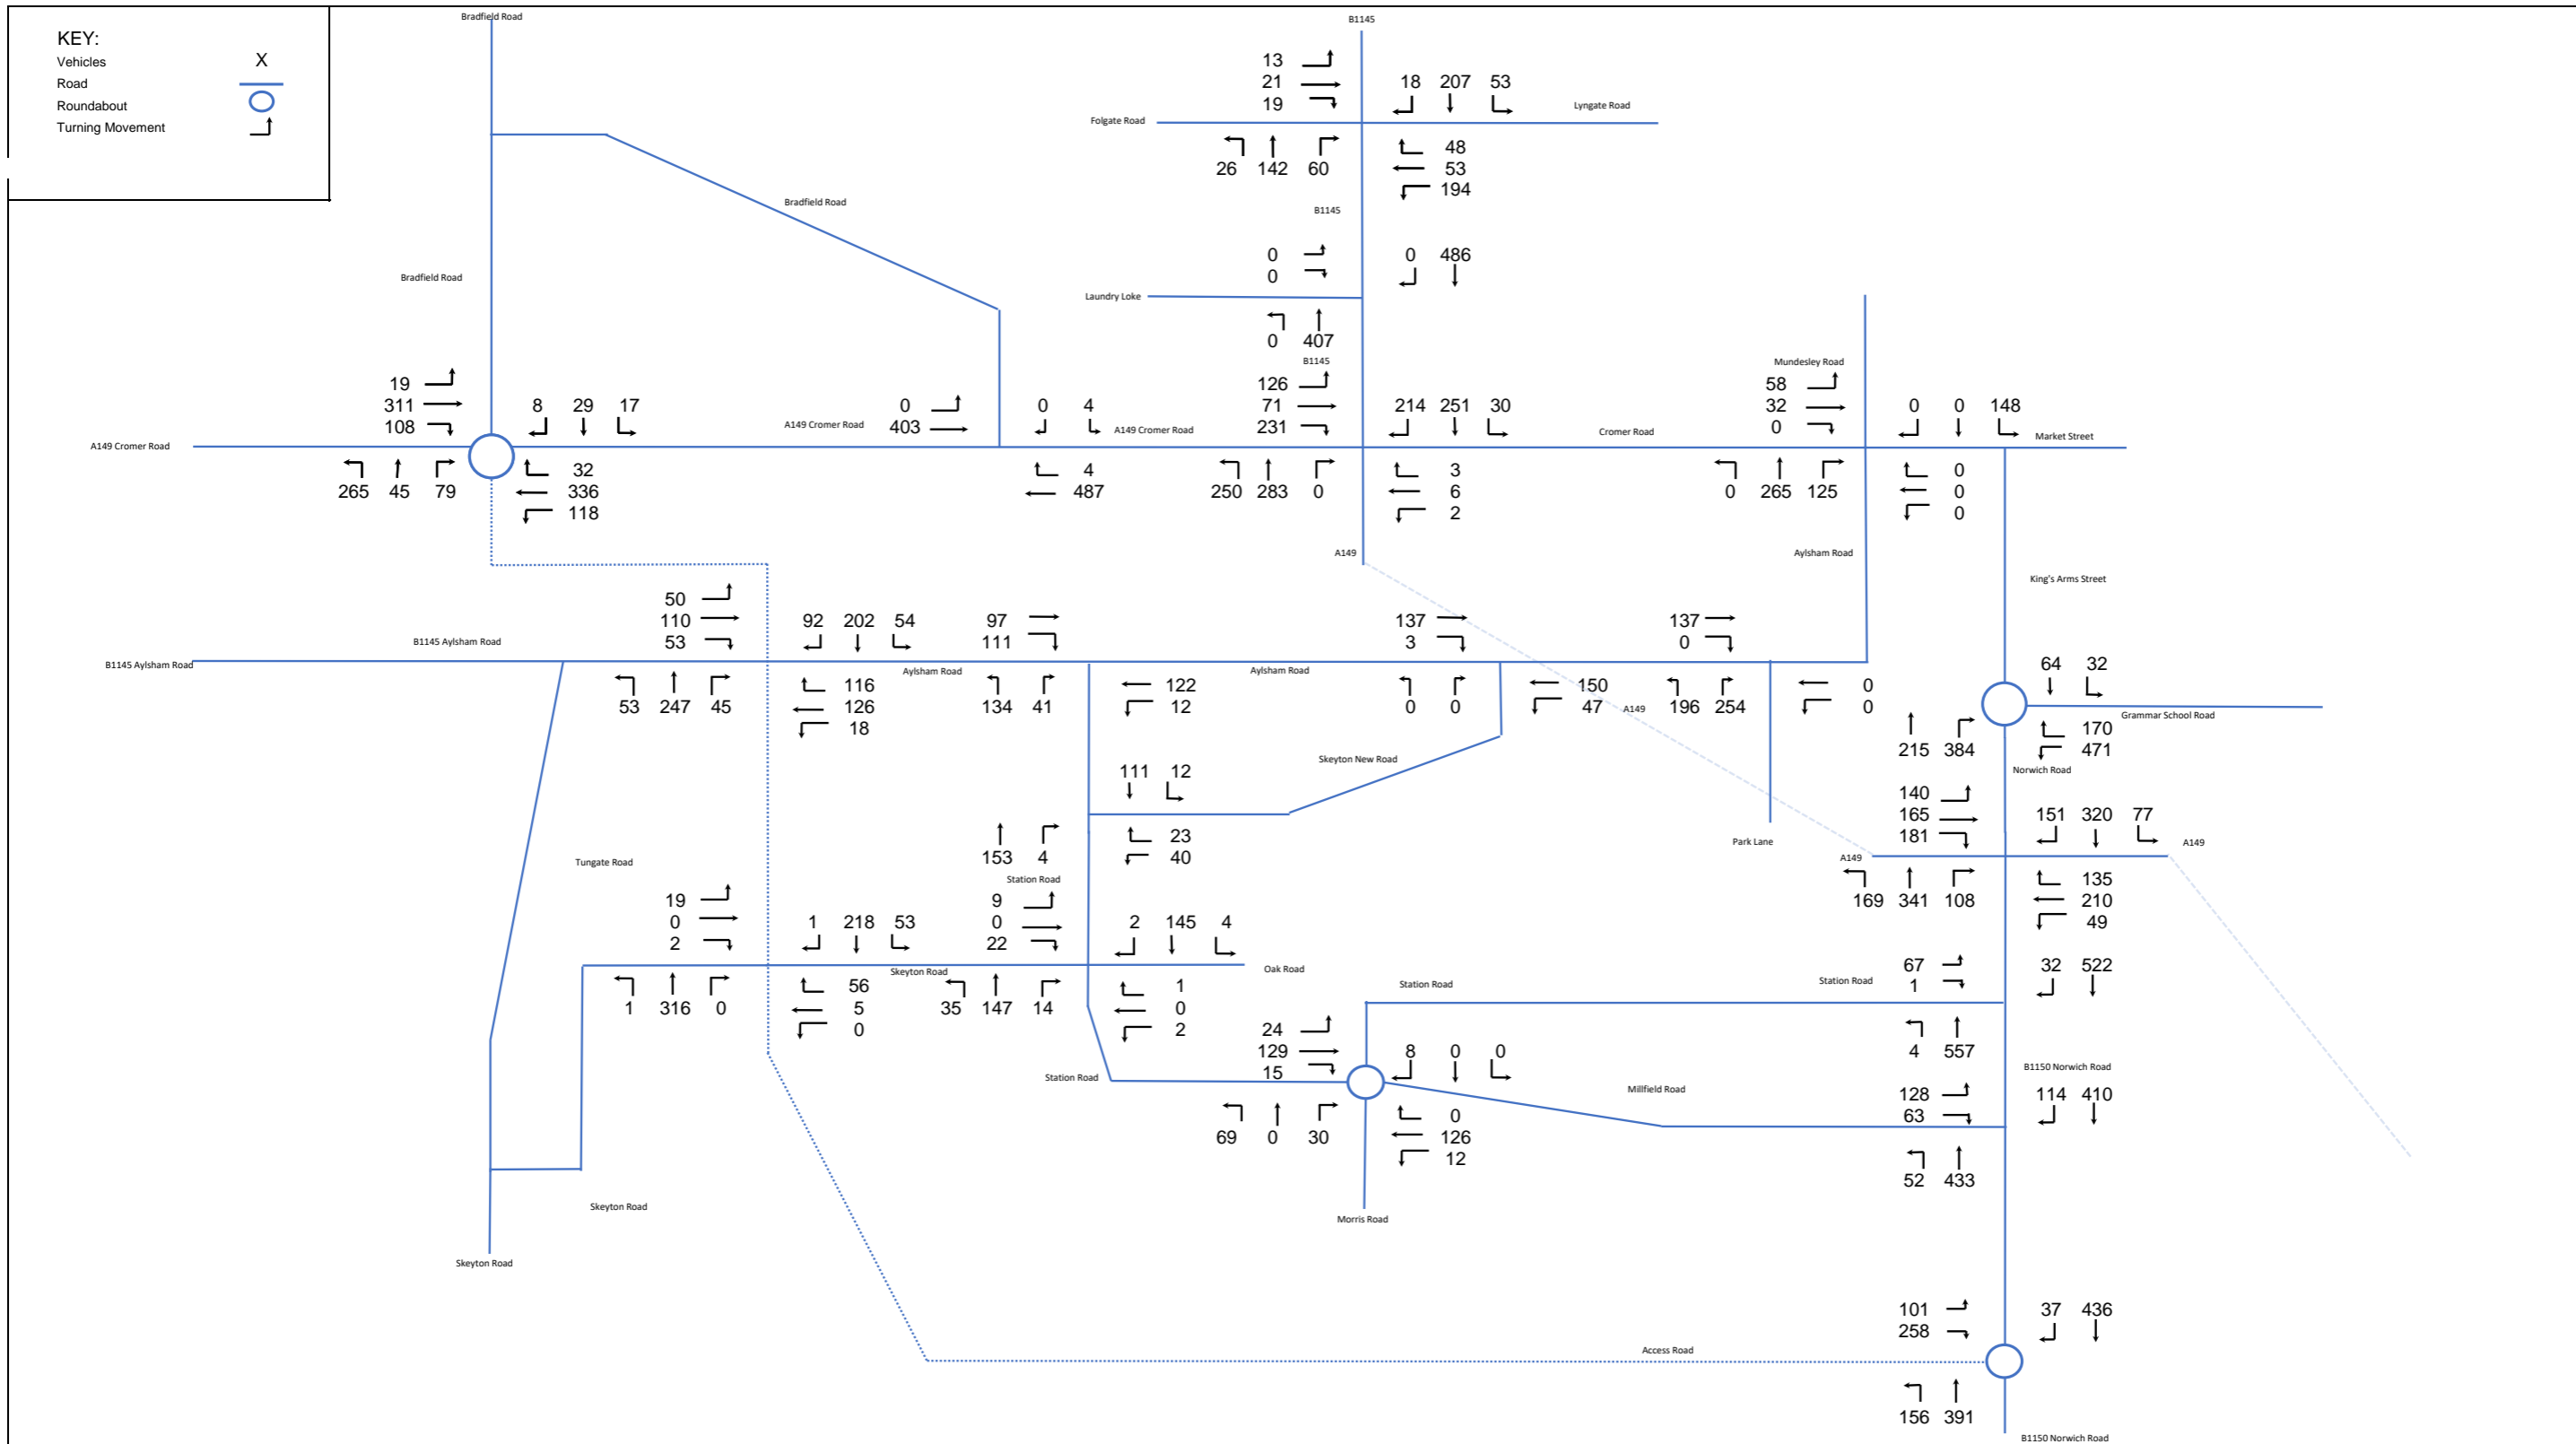 Bradfield Road
B1145
KEY:
Vehicles X
Road
Roundabout
Turning Movement
13
21
19
18 207 53
Lyngate Road
Folgate Road
26 142 60
48
53
194
Bradfield Road
B1145
Bradfield Road
0
0
0 486
Laundry Loke
0 407
B1145
Mundesley Road
19
311
108
8 29 17
A149 Cromer Road
0
403
0 4
A149 Cromer Road
126
71
231
214 251 30
Cromer Road
58
32
0
0 0 148
Market Street
A149 Cromer Road
265 45 79
32
336
118
4
487
250 283 0
3
6
2
0 265 125
0
0
0
A149
Aylsham Road
King's Arms Street
50
110
53
92 202 54
97
111
137
3
137
0
B1145 Aylsham Road
B1145 Aylsham Road
Aylsham Road
Aylsham Road
64 32
53 247 45
116
126
18
134 41
122
12
0 0
150
47
A149
196 254
0
0
Grammar School Road
215 384
170
471
Skeyton New Road
Norwich Road
111 12
140
165
181
151 320 77
Park Lane
A149
A149
153 4
23
40
Tungate Road
Station Road
169 341 108
135
210
49
19
0
2
1 218 53
9
0
22
2 145 4
Skeyton Road
Oak Road
Station Road
Station Road
67
1
32 522
1 316 0
56
5
0
35 147 14
1
0
2
4 557
24
129
15
8 0 0
Station Road
Millfield Road
B1150 Norwich Road
128
63
114 410
69 0 30
0
126
12
52 433
Skeyton Road
Morris Road
Skeyton Road
101
258
37 436
Access Road
156 391
B1150 Norwich Road